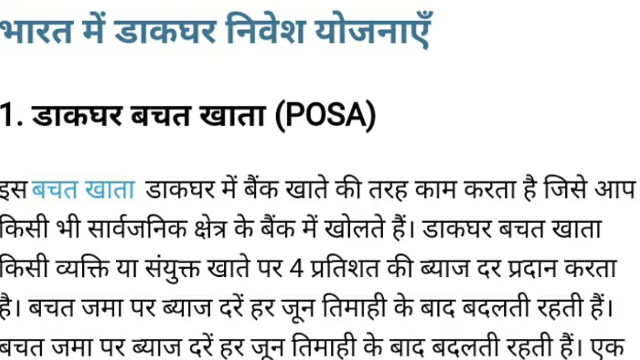 भारत में डाकघर निवेश योजनाएँ
1. डाकघर बचत खाता (POSA)
इस बचत खाता डाकघर में बैंक खाते की तरह काम करता है जिसे आप
किसी भी सार्वजनिक क्षेत्र के बैंक में खोलते हैं। डाकघर बचत खाता
किसी व्यक्ति या संयुक्त खाते पर 4 प्रतिशत की ब्याज दर प्रदान करता
है। बचत जमा पर ब्याज दरें हर जून तिमाही के बाद बदलती रहती हैं।
बचत जमा पर ब्याज दरें हर जून तिमाही के बाद बदलती रहती हैं। एक